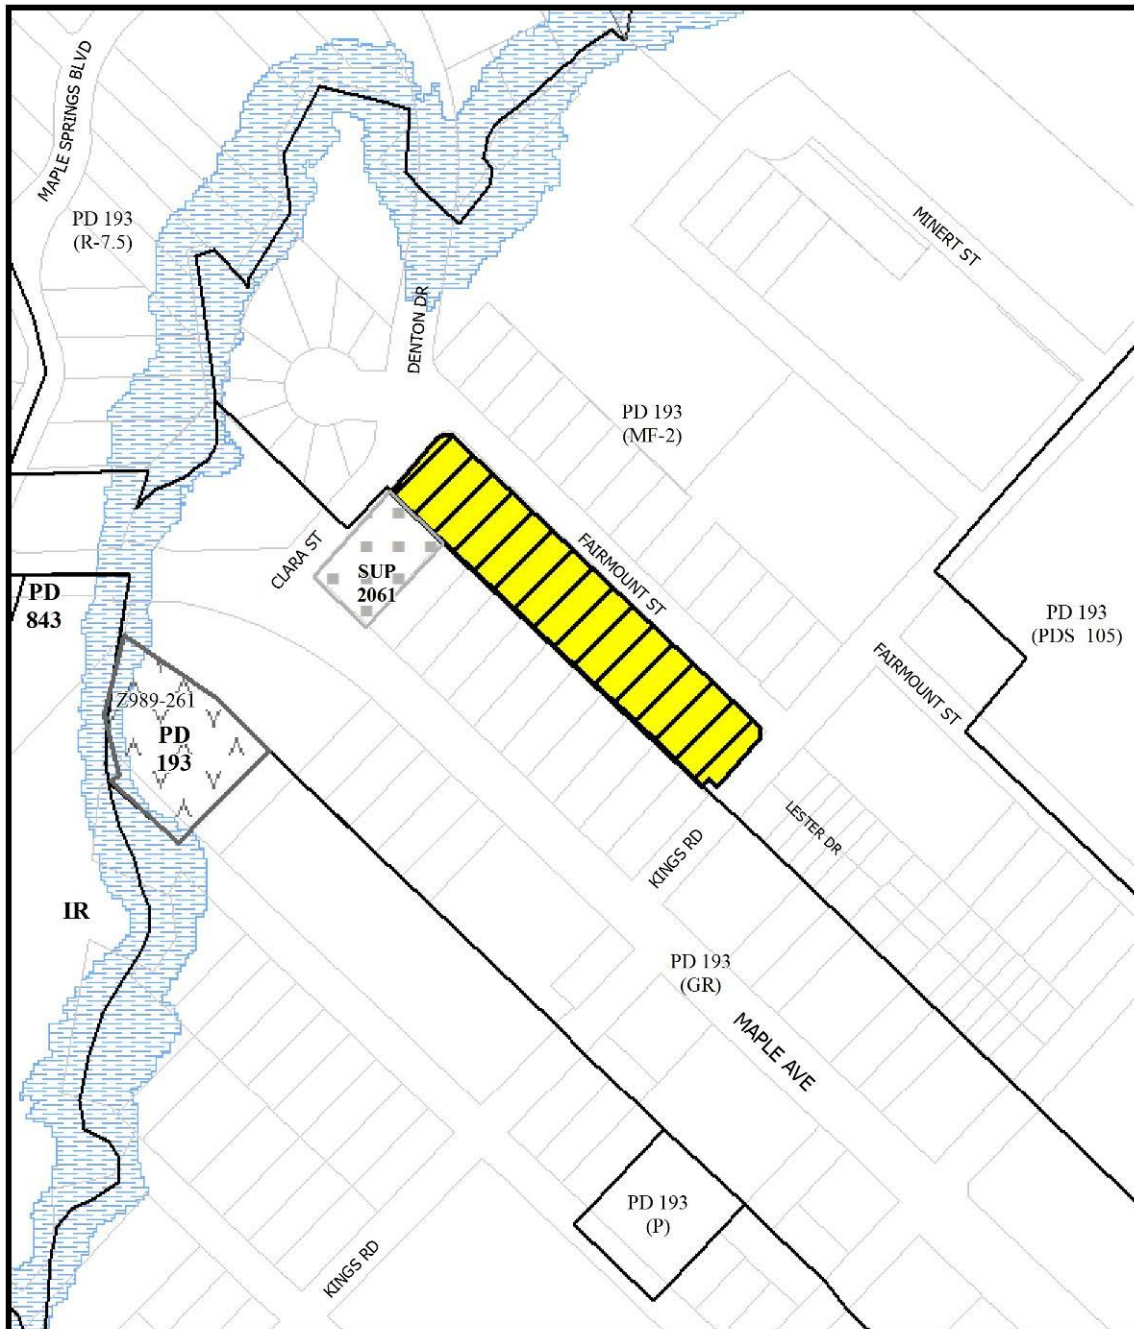 MAPLE SPRINGS BLVD
PD 193
(R-7.5)
MINERT ST
DENTON DR
PD 193
(MF-2)
FAIRMOUNT ST
CLARA ST
SUP
2061
PD
843
PD 193
(PDS 105)
FAIRMOUNT ST
Z989-261
PD
193
LESTER DR
KINGS RD
IR
PD 193
(GR)
MAPLE AVE
PD 193
(P)
KINGS RD